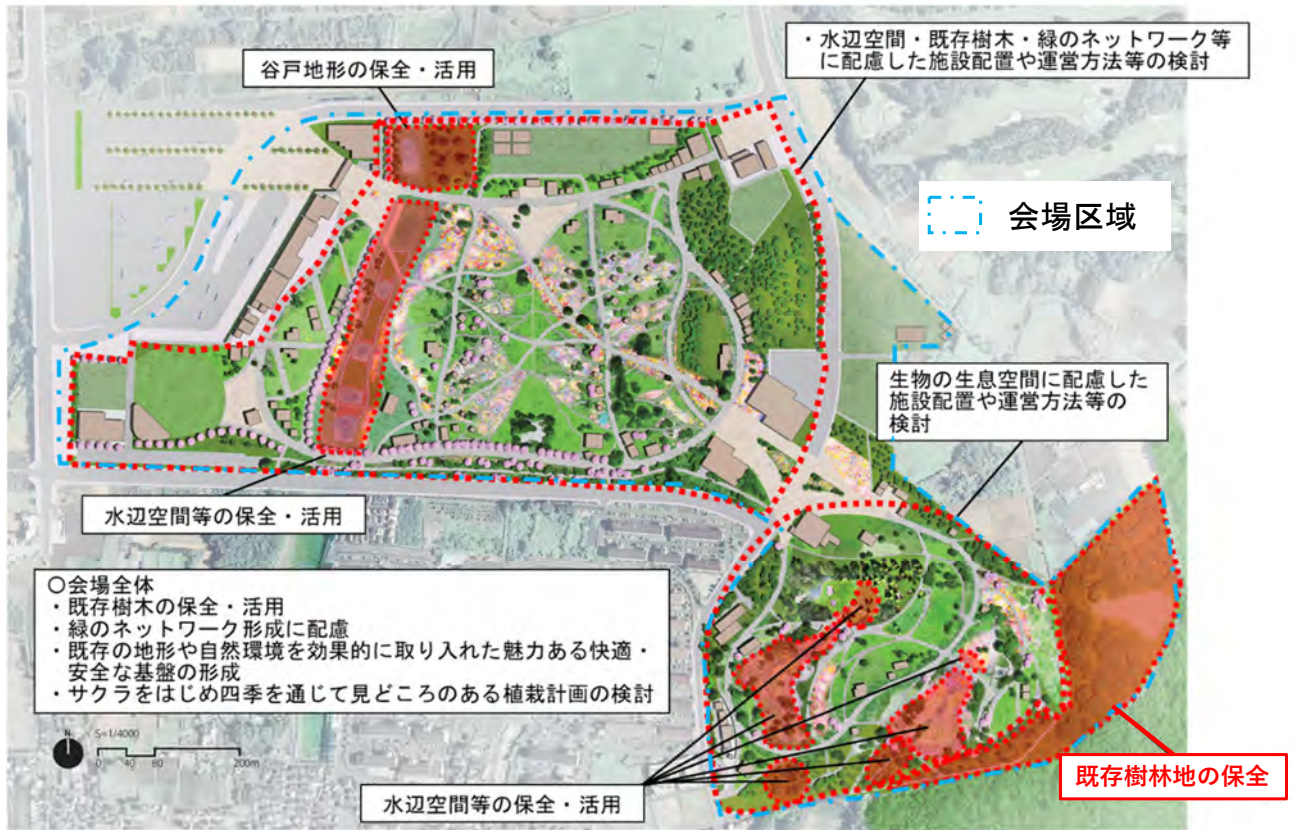 谷戸地形の保全・活用
・水辺空間・既存樹木・緑のネットワーク等
に配慮した施設配置や運営方法等の検討
会場区域
生物の生息空間に配慮した
施設配置や運営方法等の
検討
水辺空間等の保全・活用
○会場全体
・既存樹木の保全・活用
・緑のネットワーク形成に配慮
・既存の地形や自然環境を効果的に取り入れた魅力ある快適・
安全な基盤の形成
・サクラをはじめ四季を通じて見どころのある植栽計画の検討
N
S=1/4000
0 40 80 200m
水辺空間等の保全・活用
既存樹林地の保全